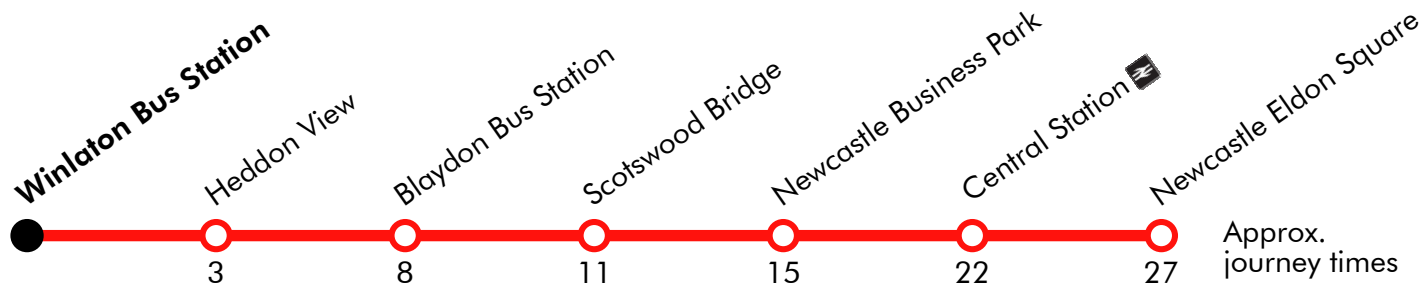 Winlaton Bus Station
Heddon View
Blaydon Bus Station
Scotswood Bridge
Newcastle Business Park
Central Station
Newcastle Eldon Square
3
8
11
15
22
27
Approx.
journey times